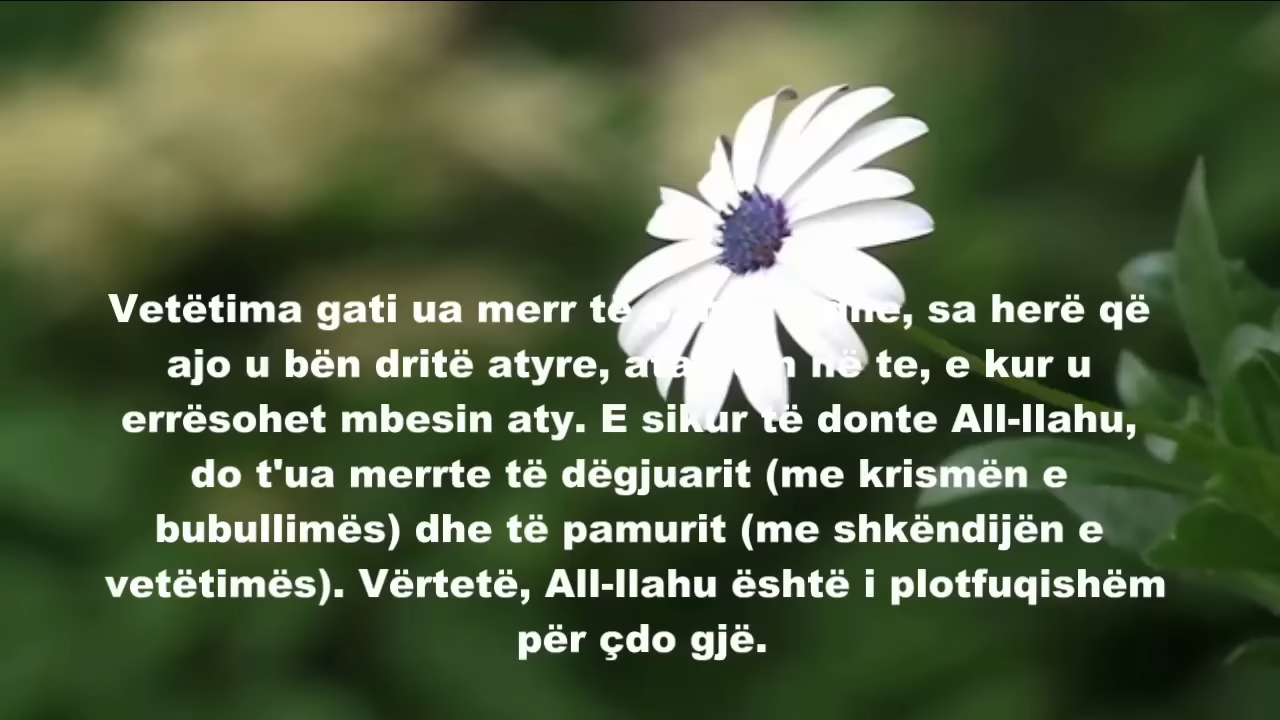 Vetëtima gati ua merr të dhe, sa herë që
ajo u bën dritë atyre, ata në te, e kur u
errësohet mbesin aty. E sikur të donte All-llahu,
do t'ua merrte të dëgjuarit (me krismën e
bubullimës) dhe të pamurit (me shkëndijën e
vetëtimës). Vërtetë, All-llahu është i plotfuqishëm
për çdo gjë.